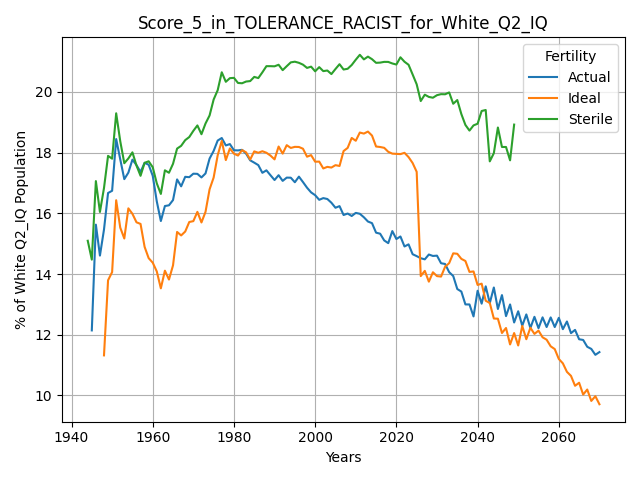 Score_5_in_TOLERANCE_RACIST_for_White_Q2_IQ
Fertility
Actual
Ideal
Sterile
% of White Q2_IQ Population
20
18
16
14
12
10
1940 1960 1980 2000 2020 2040 2060
Years